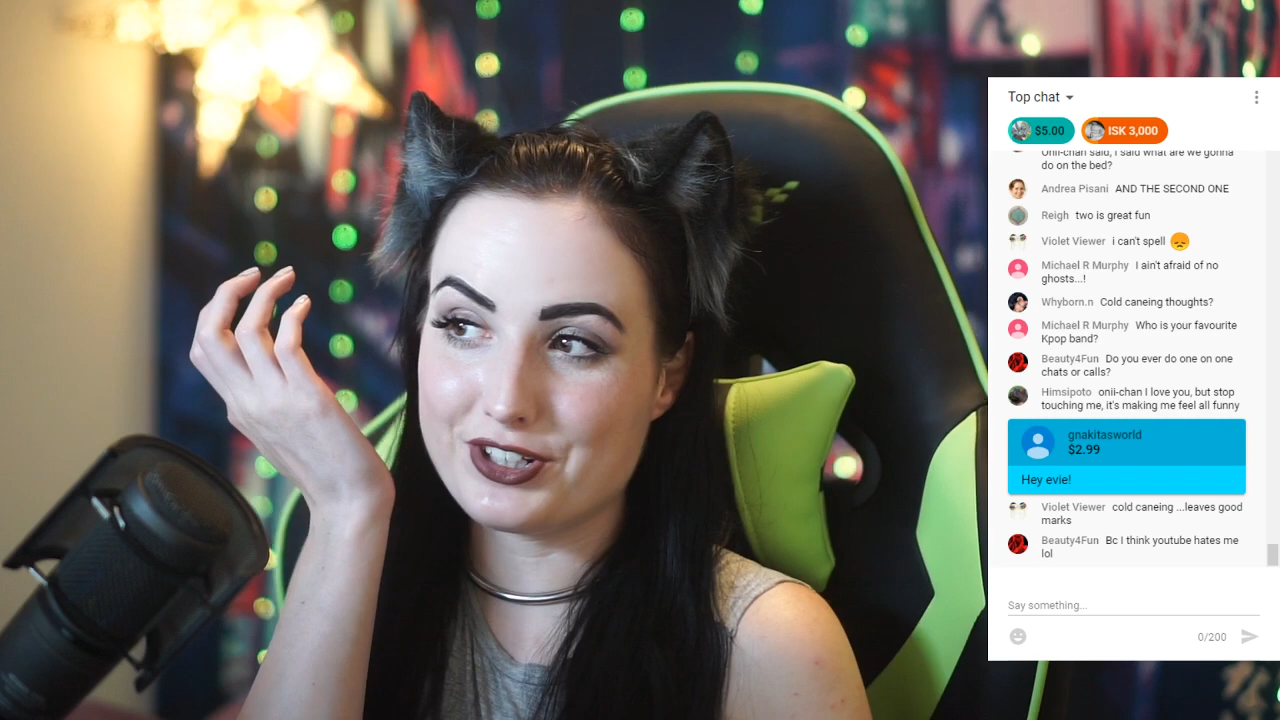 Top chat
$5.00
ISK 3,000
Onii-chan said, I said what are we gonna
do on the bed?
Andrea Pisani AND THE SECOND ONE
Reigh two is great fun
Violet Viewer i can't spell
Michael R Murphy I ain't afraid of no
ghosts...!
Whyborn.n Cold caneing thoughts?
Michael R Murphy Who is your favourite
Kpop band?
Beauty4Fun Do you ever do one on one
chats or calls?
Himsipoto onii-chan I love you, but stop
touching me, it's making me feel all funny
gnakitasworld
$2.99
Hey evie!
Violet Viewer cold caneing ...leaves good
marks
Beauty4Fun Bc I think youtube hates me
lol
Say something...
0/200